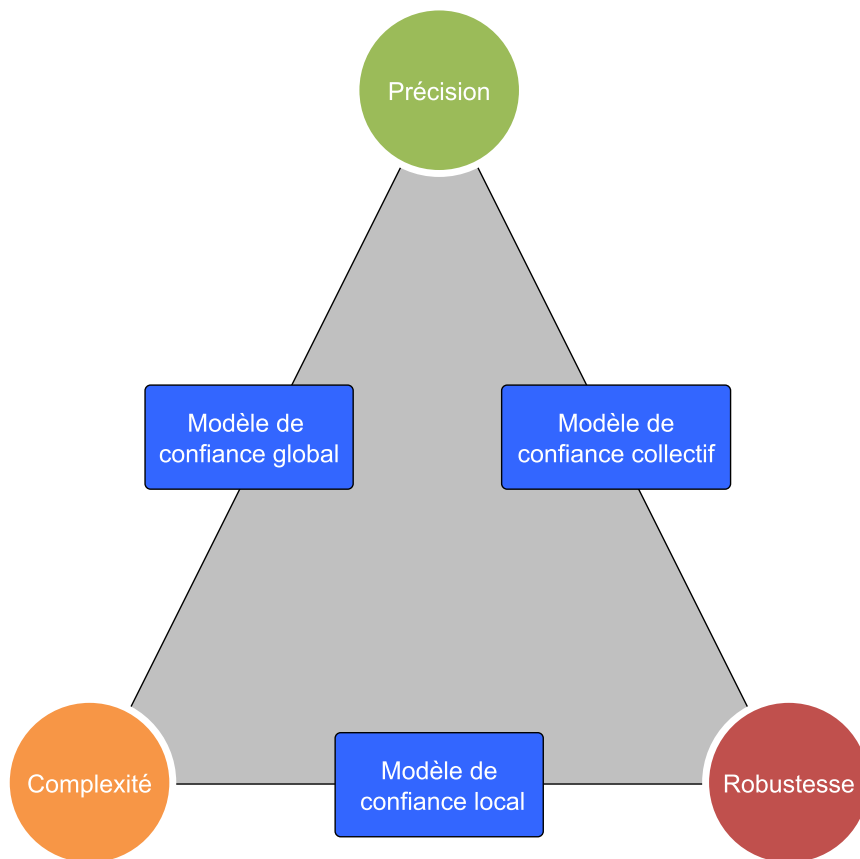 Précision
Modèle de
confiance global
Modèle de
confiance collectif
Complexité
Modèle de
confiance local
Robustesse